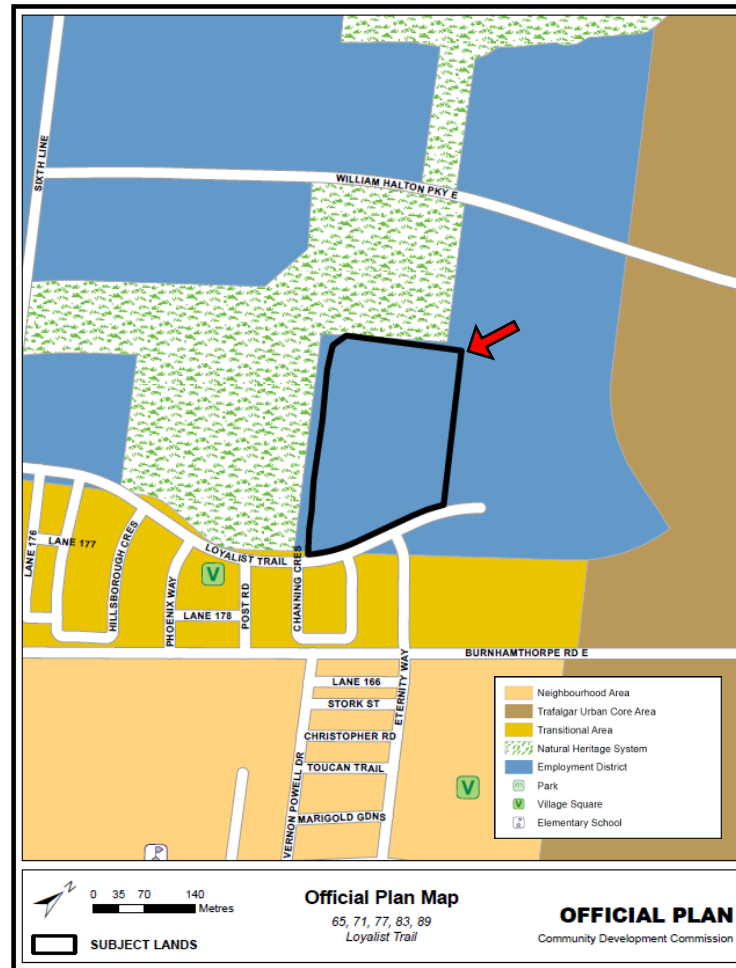 SIXTH LINE
WILLIAM HALTON PKY E
LANE 176
LANE 177
HILLSBOROUGH CRES
PHOENIX WAY
LOYALIST TRAIL
V
LANE 178
POST RD
CHANNING CRES
ETERNITY WAY
BURNHAMTHORPE RD E
LANE 166
STORK ST
CHRISTOPHER RD
TOUCAN TRAIL
MARIGOLD GDNS
VERNON POWELL DR
V
Neighbourhood Area
Trafalgar Urban Core Area
Transitional Area
Natural Heritage System
Employment District
Park
V Village Square
Elementary School
N
0 35 70 140
Metres
SUBJECT LANDS
Official Plan Map
65, 71, 77, 83, 89
Loyalist Trail
OFFICIAL PLAN
Community Development Commission